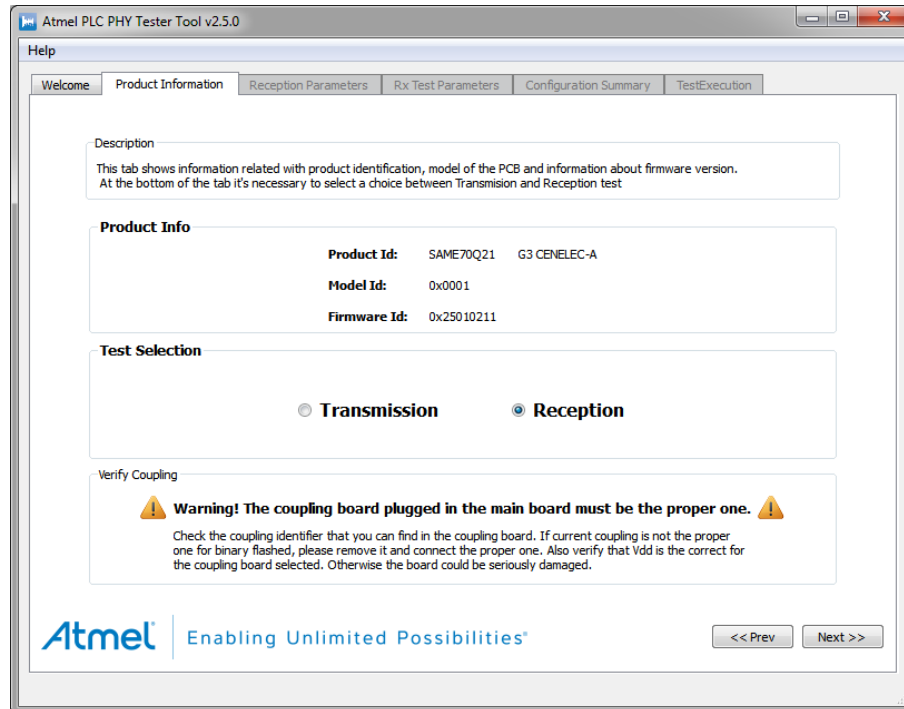 Atmel PLC PHY Tester Tool v2.5.0
Help
Welcome Product Information Reception Parameters Rx Test Parameters Configuration Summary TestExecution
Description
This tab shows information related with product identification, model of the PCB and information about firmware version.
At the bottom of the tab it's necessary to select a choice between Transmision and Reception test
Product Info
Product Id: SAME70Q21 G3 CENELEC-A
Model Id: 0x0001
Firmware Id: 0x25010211
Test Selection
Transmission Reception
Verify Coupling
Warning! The coupling board plugged in the main board must be the proper one.
Check the coupling identifier that you can find in the coupling board. If current coupling is not the proper
one for binary flashed, please remove it and connect the proper one. Also verify that Vdd is the correct for
the coupling board selected. Otherwise the board could be seriously damaged.
Atmel Enabling Unlimited Possibilities®
<< Prev Next >>